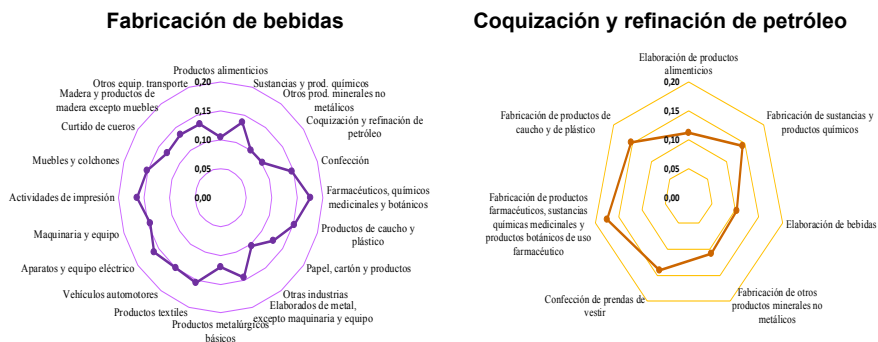 Fabricación de bebidas
Productos alimenticios
Sustancias y prod. químicos
Otros prod. minerales no
metálicos
Coquización y refinación de
petróleo
Confección
Farmacéuticos, químicos
medicinales y botánicos
Productos de caucho y
plástico
Papel, cartón y productos
Otras industrias
Elaborados de metal,
excepto maquinaria y equipo
Productos metalúrgicos
básicos
Productos textiles
Vehículos automotores
Aparatos y equipo eléctrico
Maquinaria y equipo
Actividades de impresión
Muebles y colchones
Curtido de cueros
Madera y productos de
madera excepto muebles
Otros equip. transporte
0,20
0,15
0,10
0,05
0,00
Coquización y refinación de petróleo
Elaboración de productos
alimenticios
Fabricación de sustancias y
productos químicos
Elaboración de bebidas
Fabricación de otros
productos minerales no
metálicos
Confección de prendas de
vestir
Fabricación de productos
farmacéuticos, sustancias
químicas medicinales y
productos botánicos de uso
farmacéutico
Fabricación de productos de
caucho y de plástico
0,20
0,15
0,10
0,05
0,00